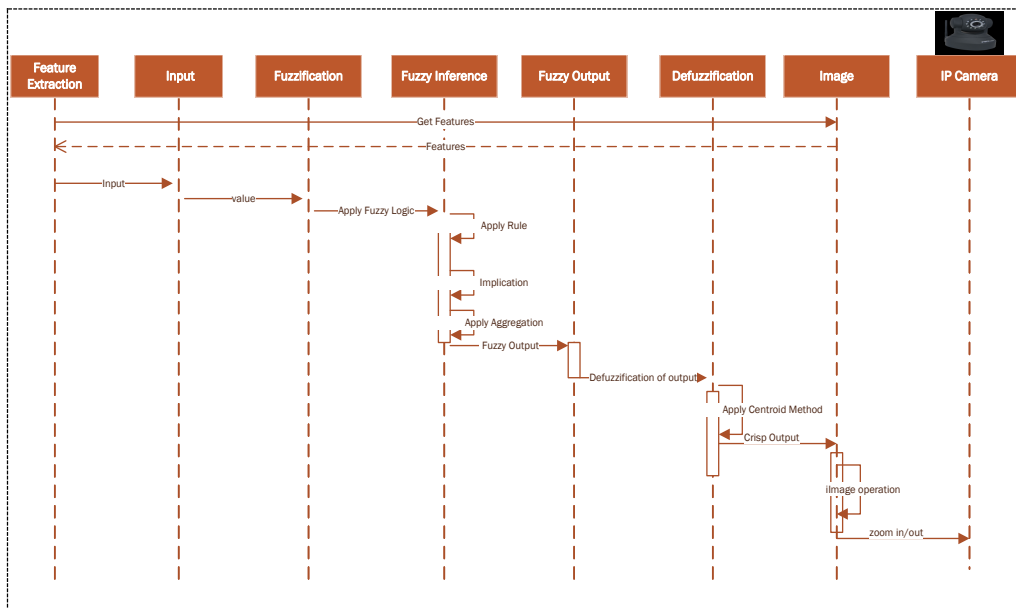 Feature
Extraction
Input
Fuzzification
Fuzzy Inference
Fuzzy Output
Defuzzification
Image
IP Camera
Get Features
Features
Input
value
Apply Fuzzy Logic
Apply Rule
Implication
Apply Aggregation
Fuzzy Output
Defuzzification of output
Apply Centroid Method
Crisp Output
iImage operation
zoom in/out